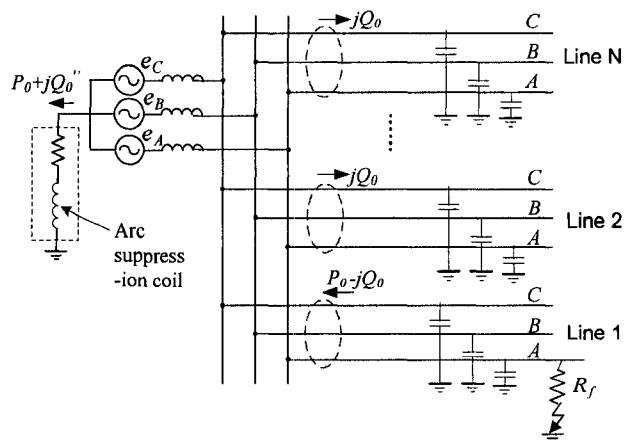 jQ₀
C
B
A
Line N
P₀+jQ₀"
e_C
e_B
e_A
jQ₀
C
B
A
Line 2
Arc
suppress
-ion coil
P₀-jQ₀
C
B
A
Line 1
R_f